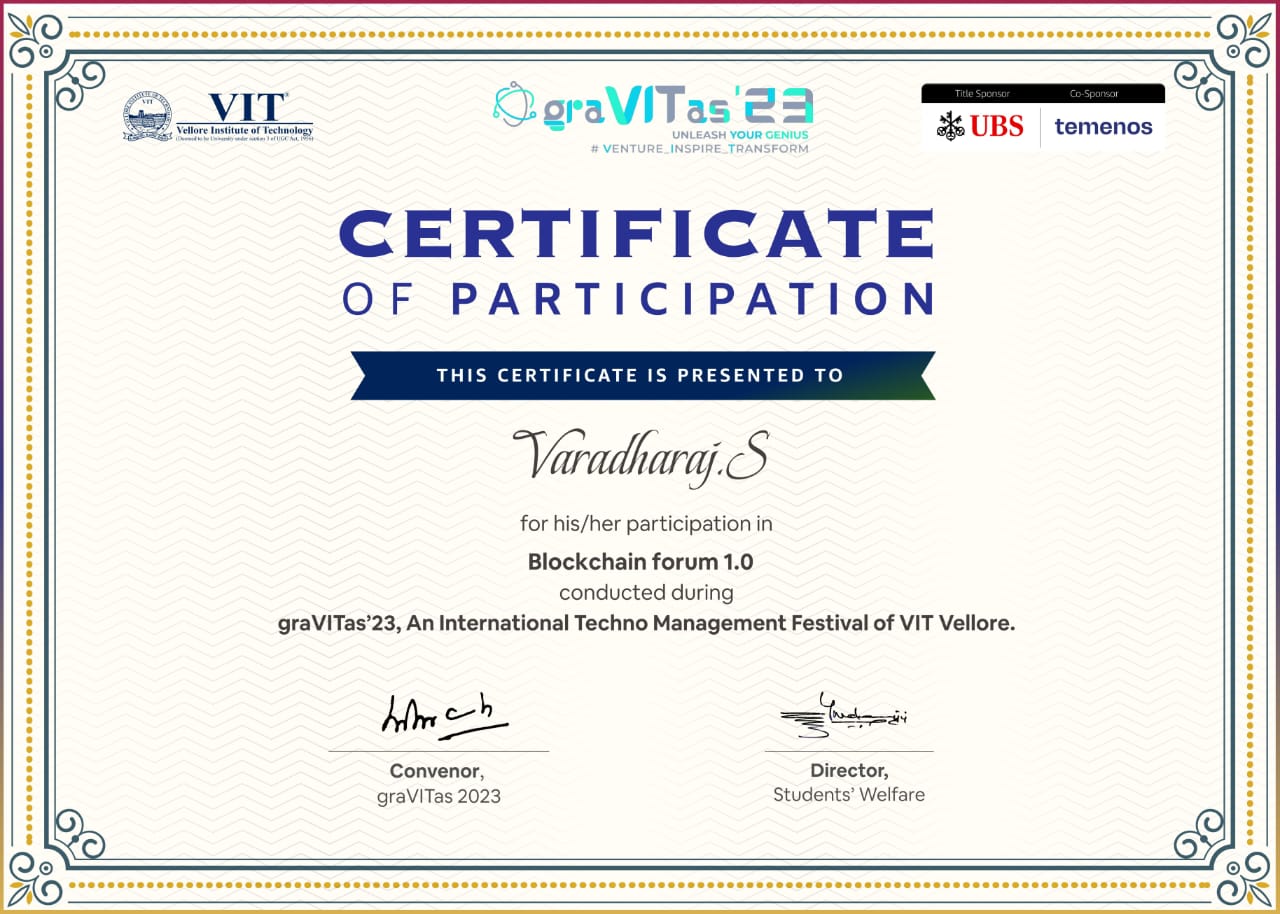 VIT
Vellore Institute of Technology
(Deemed to be University under section 3 of UGC Act, 1956)
graVITas'23
UNLEASH YOUR GENIUS
# VENTURE_INSPIRE_TRANSFORM
Title Sponsor
Co-Sponsor
UBS
temenos
CERTIFICATE
OF PARTICIPATION
THIS CERTIFICATE IS PRESENTED TO
Varadharaj.S
for his/her participation in
Blockchain forum 1.0
conducted during
graVITas’23, An International Techno Management Festival of VIT Vellore.
Convenor,
graVITas 2023
Director,
Students’ Welfare